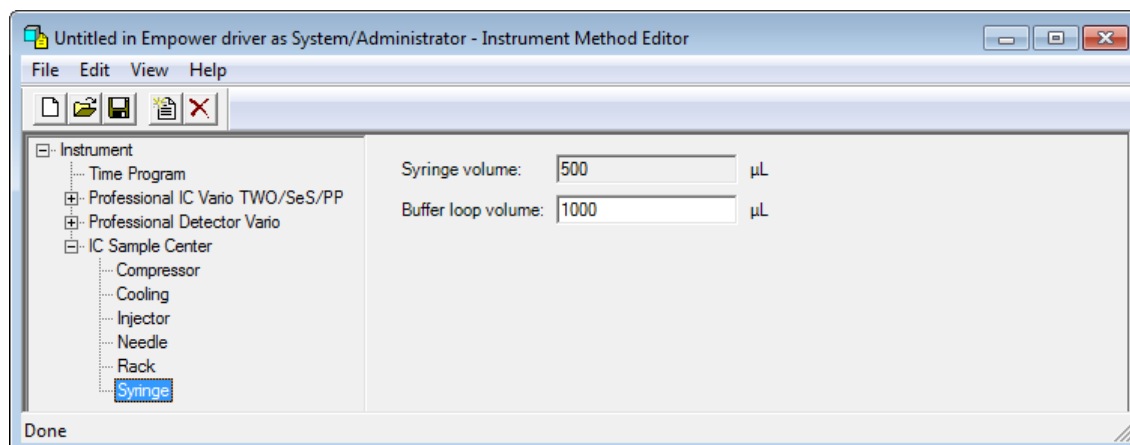 Untitled in Empower driver as System/Administrator - Instrument Method Editor
File Edit View Help
Instrument
Time Program
Professional IC Vario TWO/SeS/PP
Professional Detector Vario
IC Sample Center
Compressor
Cooling
Injector
Needle
Rack
Syringe
Syringe volume: 500 µL
Buffer loop volume: 1000 µL
Done